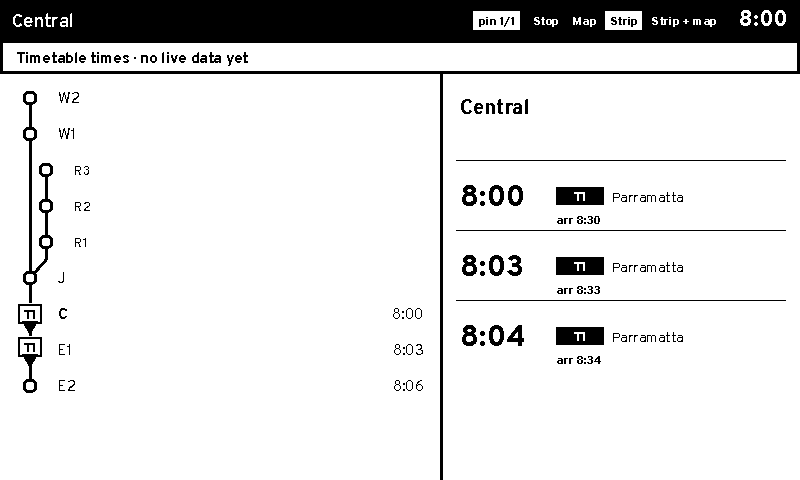 Central
pin 1/1 Stop Map Strip Strip + map 8:00
Timetable times · no live data yet
W2
W1
R3
R2
R1
J
T1 C 8:00
T1 E1 8:03
E2 8:06
Central
8:00 T1 Parramatta
arr 8:30
8:03 T1 Parramatta
arr 8:33
8:04 T1 Parramatta
arr 8:34